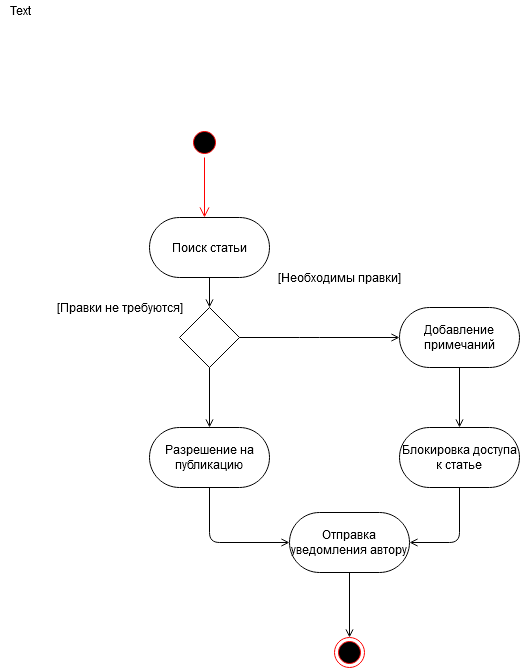 Text
Поиск статьи
[Необходимы правки]
[Правки не требуются]
Добавление
примечаний
Разрешение на
публикацию
Блокировка доступа
к статье
Отправка
уведомления автору